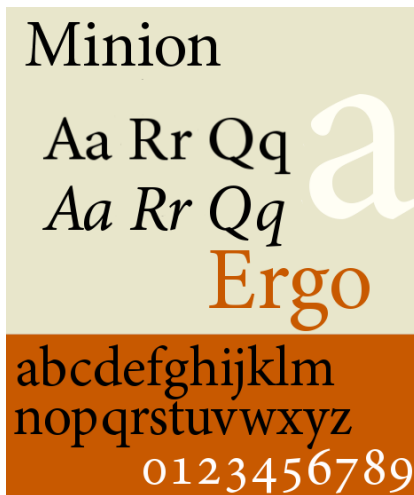 Minion
Aa Rr Qq
a
Aa Rr Qq
Ergo
abcdefghijklm
nopqrstuvwxyz
0123456789